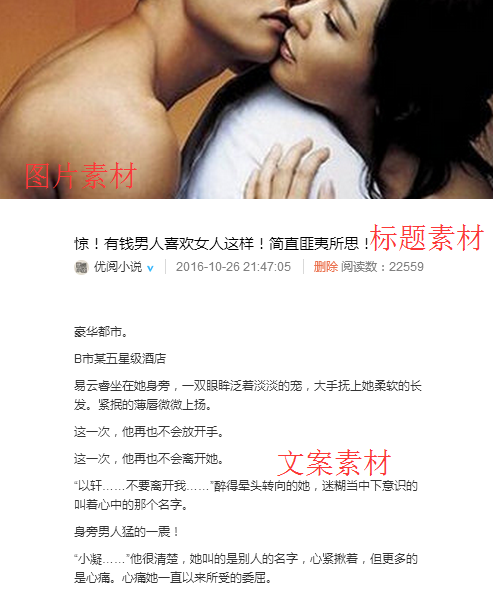 图片素材
惊！有钱男人喜欢女人这样！简直匪夷所思！
标题素材
优阅小说 2016-10-26 21:47:05 删除 阅读数：22559
豪华都市。
B市某五星级酒店
易云睿坐在她身旁，一双眼眸泛着淡淡的宠，大手抚上她柔软的长
发。紧抿的薄唇微微上扬。
这一次，他再也不会放开手。
这一次，他再也不会离开她。
文案素材
“以轩……不要离开我……”醉得晕头转向的她，迷糊当中下意识的
叫着心中的那个名字。
身旁男人猛的一震！
“小凝……”他很清楚，她叫的是别人的名字，心紧揪着，但更多的
是心痛。心痛她一直以来所受的委屈。